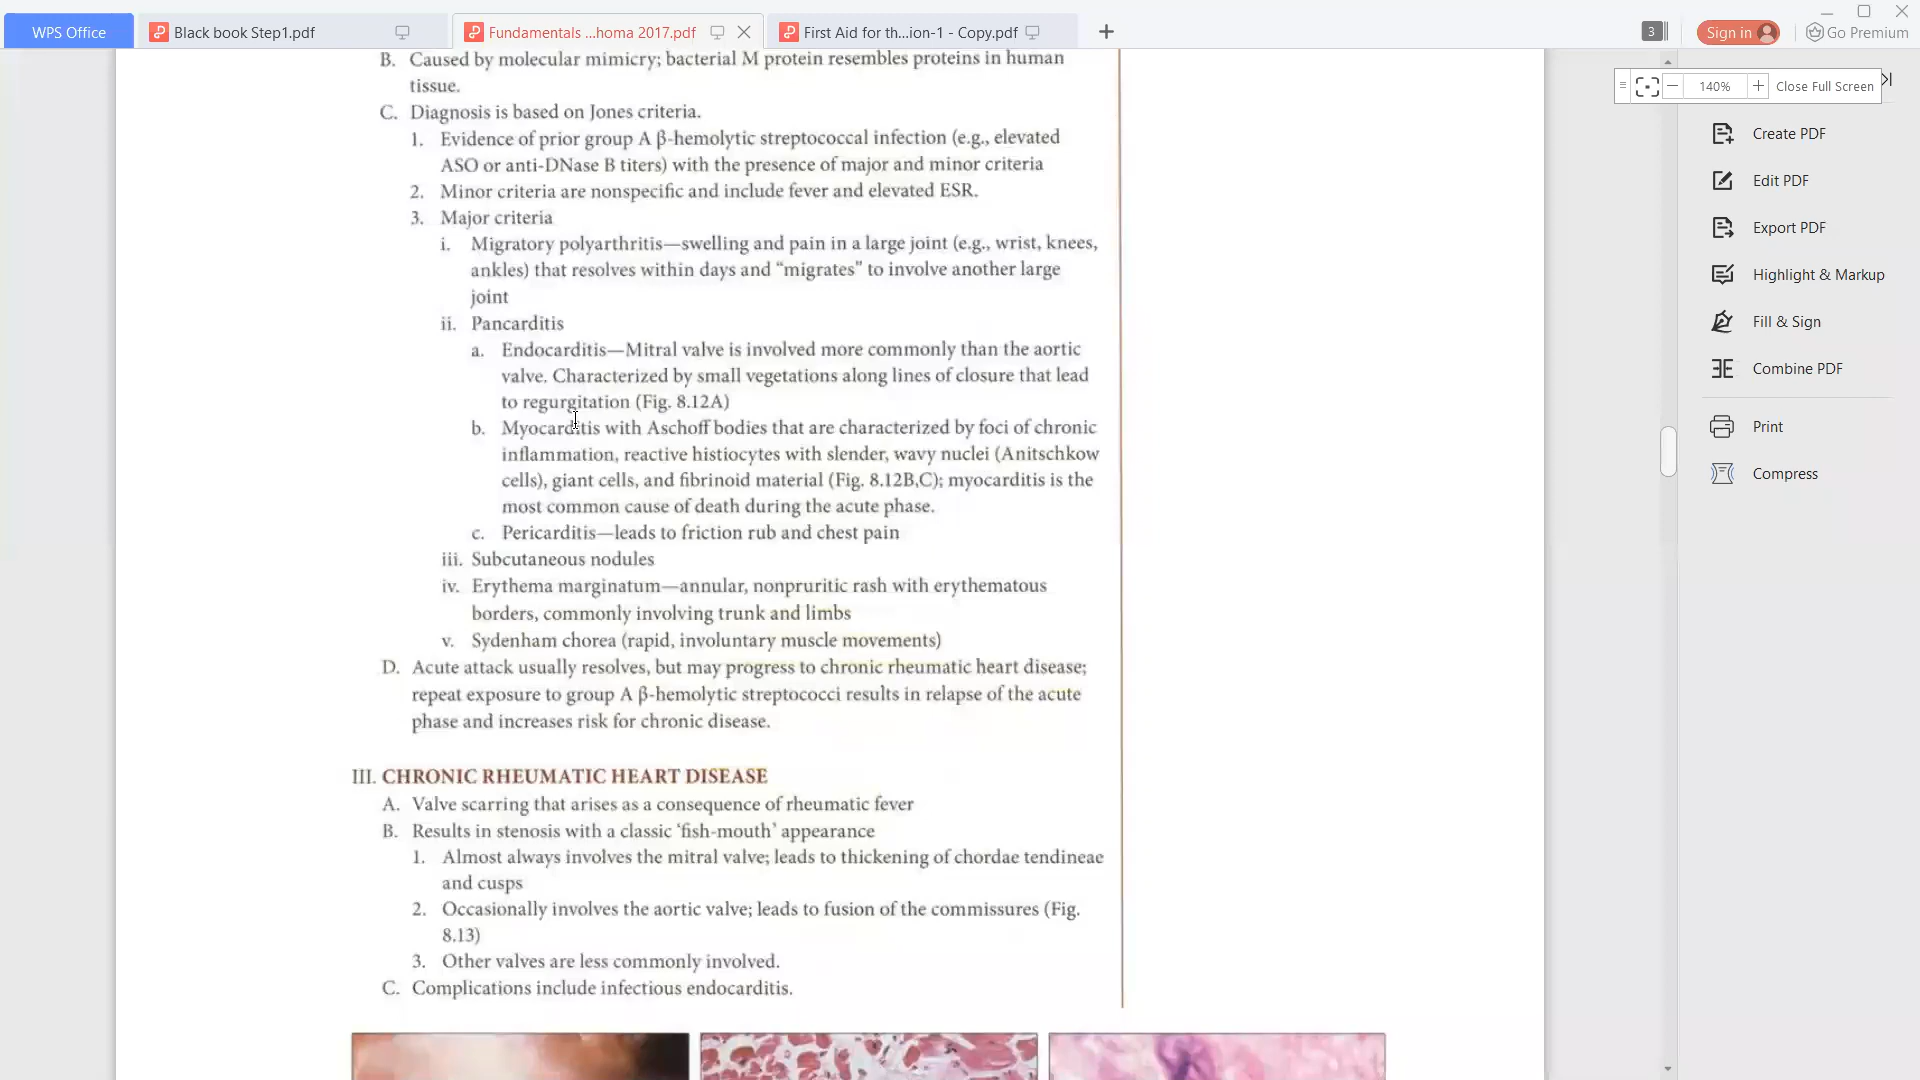 WPS Office
Black book Step1.pdf
Fundamentals ...homa 2017.pdf
First Aid for th...ion-1 - Copy.pdf
3
Sign in
Go Premium
140%
Close Full Screen
B. Caused by molecular mimicry; bacterial M protein resembles proteins in human
tissue.
C. Diagnosis is based on Jones criteria.
1. Evidence of prior group A β-hemolytic streptococcal infection (e.g., elevated
ASO or anti-DNase B titers) with the presence of major and minor criteria
2. Minor criteria are nonspecific and include fever and elevated ESR.
3. Major criteria
i. Migratory polyarthritis—swelling and pain in a large joint (e.g., wrist, knees,
ankles) that resolves within days and “migrates” to involve another large
joint
ii. Pancarditis
a. Endocarditis—Mitral valve is involved more commonly than the aortic
valve. Characterized by small vegetations along lines of closure that lead
to regurgitation (Fig. 8.12A)
b. Myocarditis with Aschoff bodies that are characterized by foci of chronic
inflammation, reactive histiocytes with slender, wavy nuclei (Anitschkow
cells), giant cells, and fibrinoid material (Fig. 8.12B,C); myocarditis is the
most common cause of death during the acute phase.
c. Pericarditis—leads to friction rub and chest pain
iii. Subcutaneous nodules
iv. Erythema marginatum—annular, nonpruritic rash with erythematous
borders, commonly involving trunk and limbs
v. Sydenham chorea (rapid, involuntary muscle movements)
D. Acute attack usually resolves, but may progress to chronic rheumatic heart disease;
repeat exposure to group A β-hemolytic streptococci results in relapse of the acute
phase and increases risk for chronic disease.
III. CHRONIC RHEUMATIC HEART DISEASE
A. Valve scarring that arises as a consequence of rheumatic fever
B. Results in stenosis with a classic ‘fish-mouth’ appearance
1. Almost always involves the mitral valve; leads to thickening of chordae tendineae
and cusps
2. Occasionally involves the aortic valve; leads to fusion of the commissures (Fig.
8.13)
3. Other valves are less commonly involved.
C. Complications include infectious endocarditis.
Create PDF
Edit PDF
Export PDF
Highlight & Markup
Fill & Sign
Combine PDF
Print
Compress